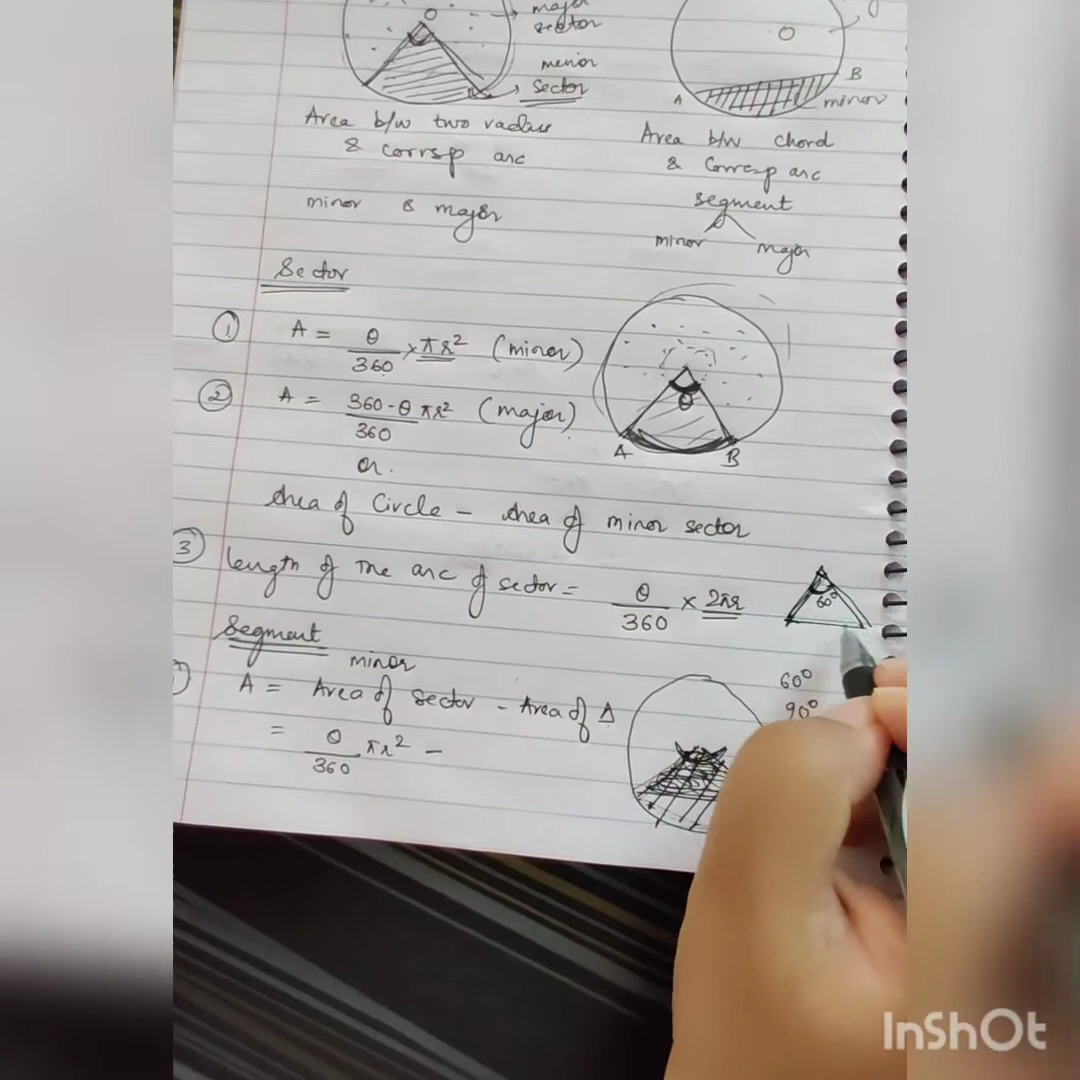 O
major
sector
minor
sector
O
A
B
minor
Area b/w two radius
& corrsp arc
minor & major
Area b/w chord
& Corresp arc
segment
minor major
Sector
① A = θ/360 × πr² (minor)
② A = 360-θ/360 πr² (major)
or.
Area of Circle - Area of minor sector
θ
A
B
③ length of the arc of sector = θ/360 × 2πr
60°
Segment
minor
A = Area of sector - Area of Δ
= θ/360 πr² -
60°
90°
InShOt